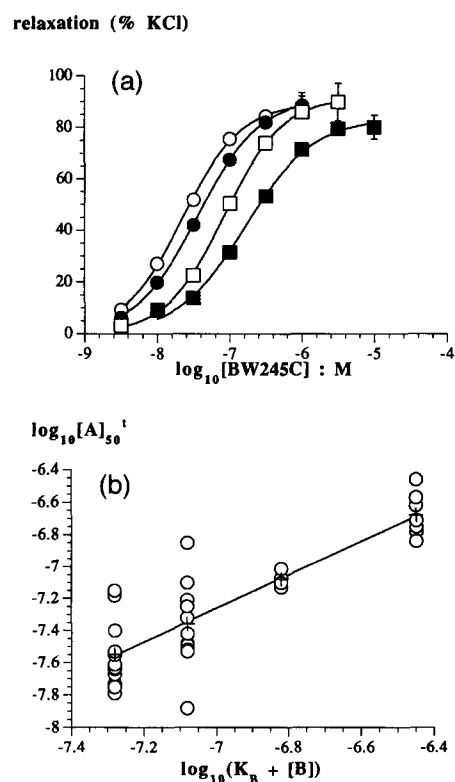 relaxation (% KCl)
(a)
100
80
60
40
20
0
-9 -8 -7 -6 -5 -4
log10[BW245C] : M
log10[A]50t
(b)
-6.4
-6.6
-6.8
-7
-7.2
-7.4
-7.6
-7.8
-8
-7.4 -7.2 -7 -6.8 -6.6 -6.4
log10(KB + [B])